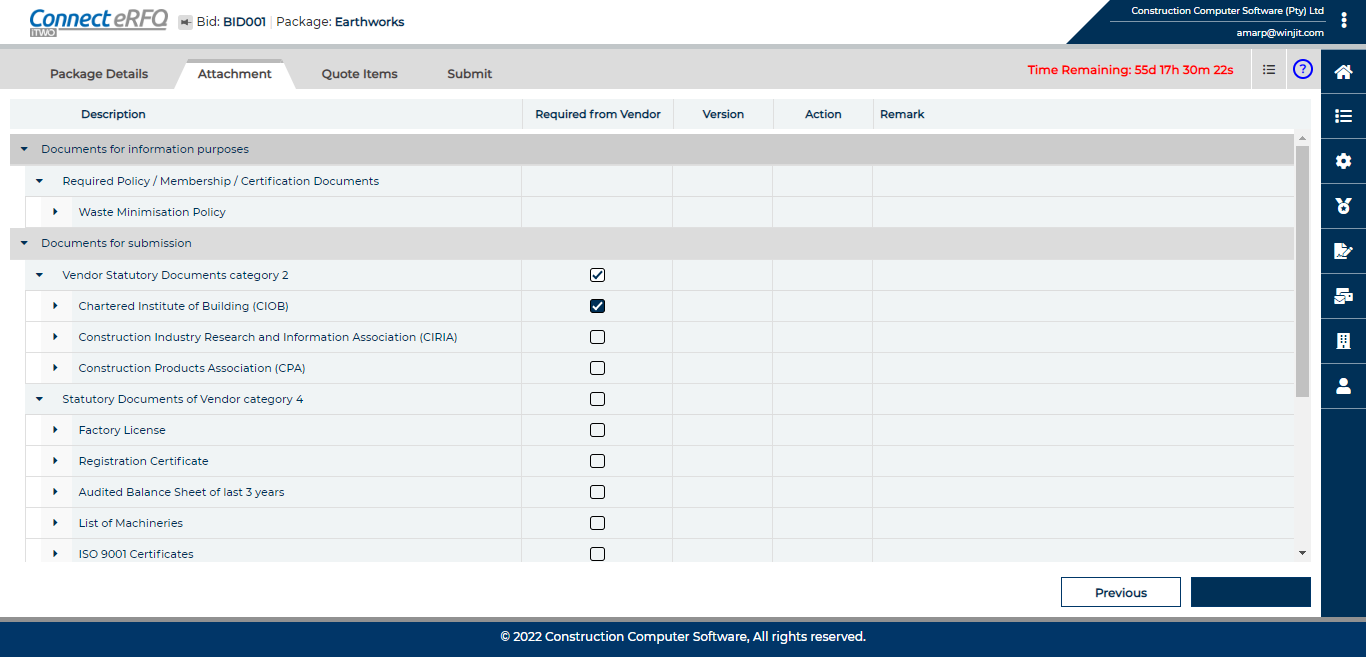 Connect eRFQ
iTWO
Bid: BID001 | Package: Earthworks
Construction Computer Software (Pty) Ltd
amarp@winjit.com
Package Details
Attachment
Quote Items
Submit
Time Remaining: 55d 17h 30m 22s
?
Description
Required from Vendor
Version
Action
Remark
Documents for information purposes
Required Policy / Membership / Certification Documents
Waste Minimisation Policy
Documents for submission
Vendor Statutory Documents category 2
Chartered Institute of Building (CIOB)
Construction Industry Research and Information Association (CIRIA)
Construction Products Association (CPA)
Statutory Documents of Vendor category 4
Factory License
Registration Certificate
Audited Balance Sheet of last 3 years
List of Machineries
ISO 9001 Certificates
Previous
© 2022 Construction Computer Software, All rights reserved.